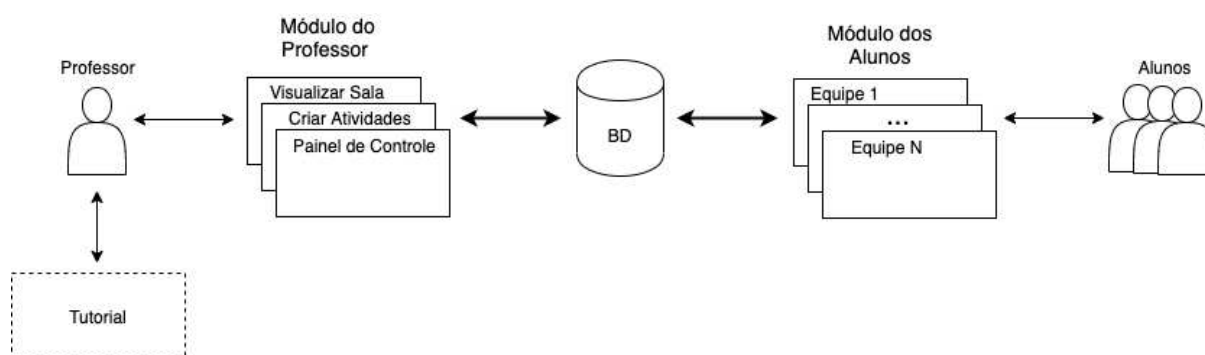 Professor
Módulo do
Professor
Visualizar Sala
Criar Atividades
Painel de Controle
BD
Módulo dos
Alunos
Equipe 1
...
Equipe N
Alunos
Tutorial